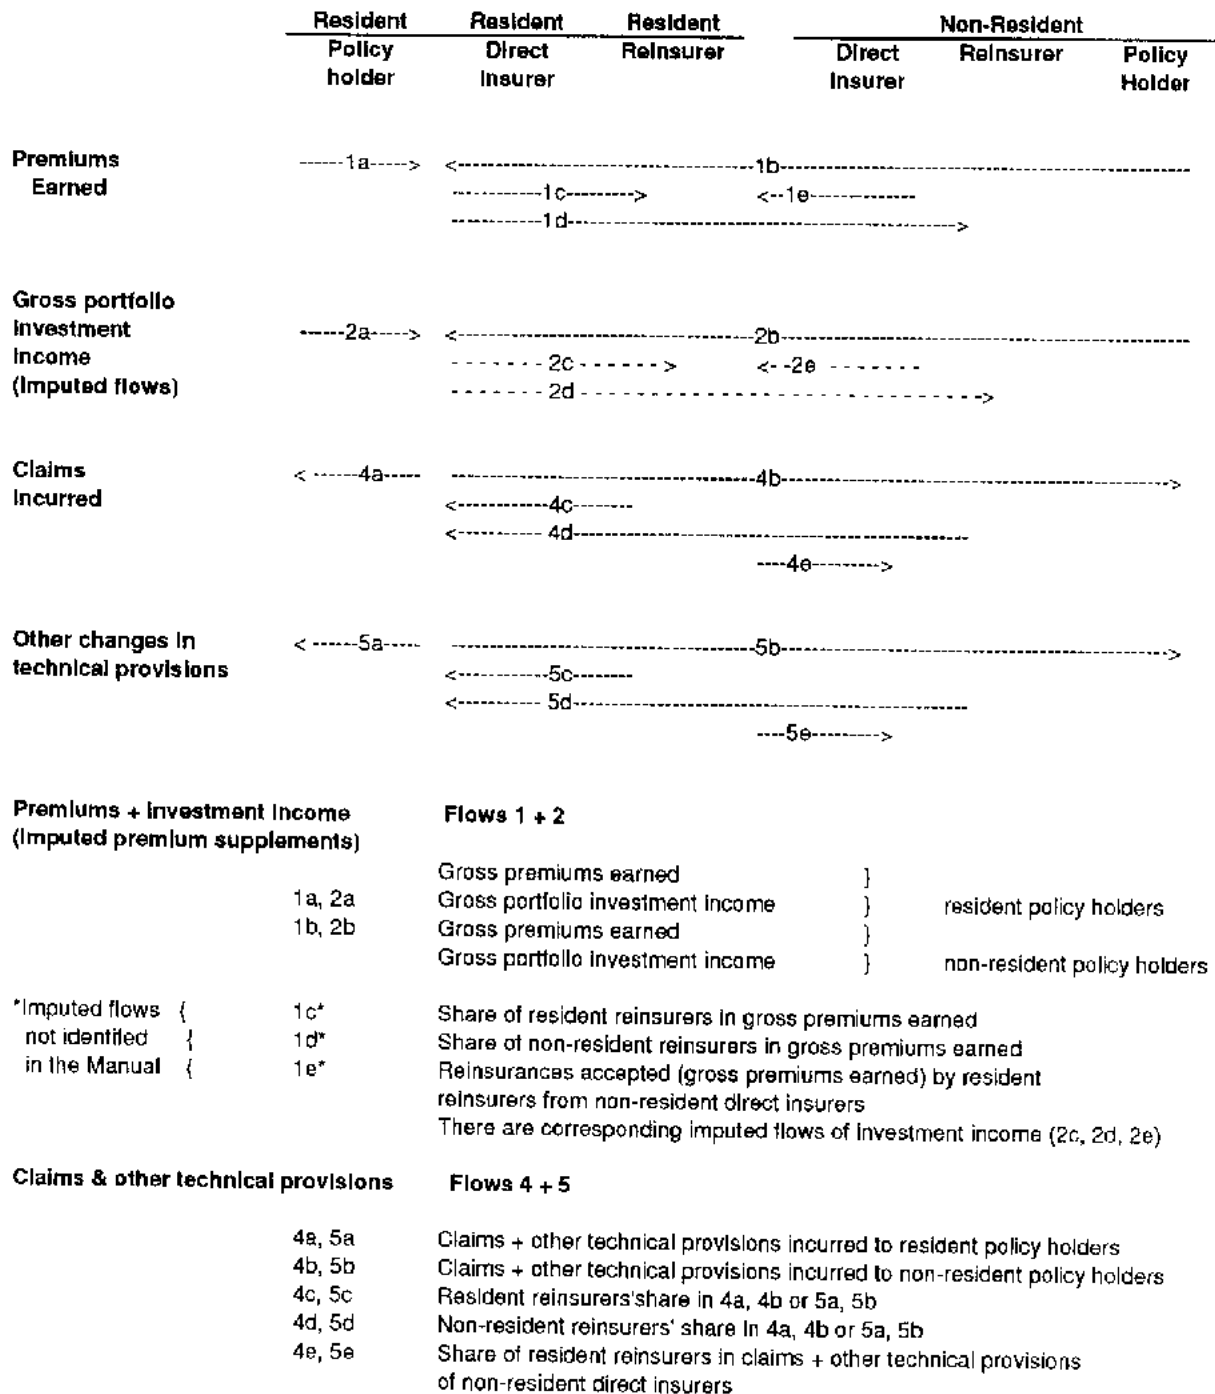 Resident Resident Resident Non-Resident
Policy Direct Reinsurer Direct Reinsurer Policy
holder Insurer Insurer Holder
Premiums ------1a-----> <-----------------------------------1b---------------------------------------------
Earned ----------1c---------> <--1e-----------
----------1d---------------------------------------------->
Gross portfolio
Investment ------2a-----> <-----------------------------------2b---------------------------------------------
Income ----------2c - - - - - -> <--2e - - - - - -
(Imputed flows) ----------2d - - - - - - - - - - - - - - - - - - - - - - ->
Claims < ------4a----- -----------------------------------4b--------------------------------------------->
Incurred <----------4c-------
<---------- 4d----------------------------------------------
----4e-------->
Other changes in < ------5a----- -----------------------------------5b--------------------------------------------->
technical provisions <----------5c-------
<---------- 5d----------------------------------------------
----5e-------->
Premiums + Investment Income Flows 1 + 2
(Imputed premium supplements)
Gross premiums earned }
1a, 2a Gross portfolio investment income } resident policy holders
1b, 2b Gross premiums earned }
Gross portfolio investment income } non-resident policy holders
*Imputed flows { 1c* Share of resident reinsurers in gross premiums earned
not identifed { 1d* Share of non-resident reinsurers in gross premiums earned
in the Manual { 1e* Reinsurances accepted (gross premiums earned) by resident
reinsurers from non-resident direct insurers
There are corresponding imputed flows of investment income (2c, 2d, 2e)
Claims & other technical provisions Flows 4 + 5
4a, 5a Claims + other technical provisions incurred to resident policy holders
4b, 5b Claims + other technical provisions incurred to non-resident policy holders
4c, 5c Resident reinsurers'share in 4a, 4b or 5a, 5b
4d, 5d Non-resident reinsurers' share in 4a, 4b or 5a, 5b
4e, 5e Share of resident reinsurers in claims + other technical provisions
of non-resident direct insurers